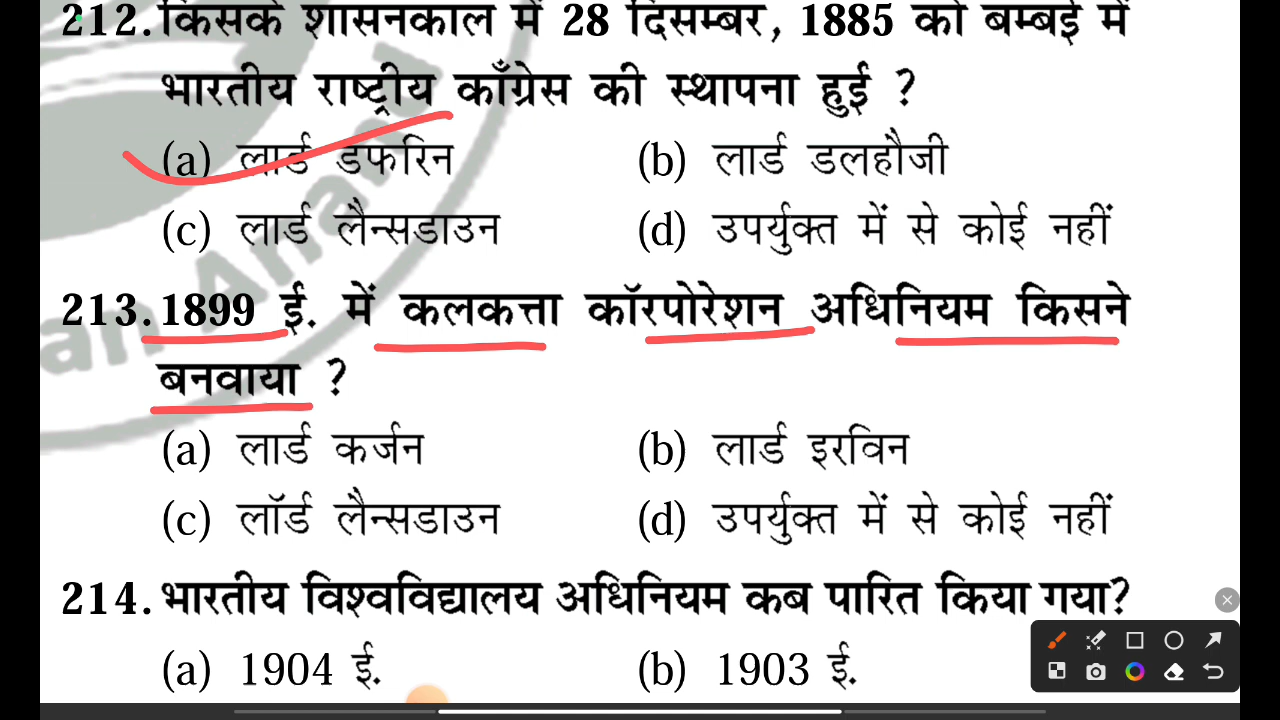 212. किसके शासनकाल में 28 दिसम्बर, 1885 को बम्बई में
भारतीय राष्ट्रीय काँग्रेस की स्थापना हुई ?
(a) लार्ड डफरिन (b) लार्ड डलहौजी
(c) लार्ड लैन्सडाउन (d) उपर्युक्त में से कोई नहीं
213. 1899 ई. में कलकत्ता कॉरपोरेशन अधिनियम किसने
बनवाया ?
(a) लार्ड कर्जन (b) लार्ड इरविन
(c) लॉर्ड लैन्सडाउन (d) उपर्युक्त में से कोई नहीं
214. भारतीय विश्वविद्यालय अधिनियम कब पारित किया गया?
(a) 1904 ई. (b) 1903 ई.